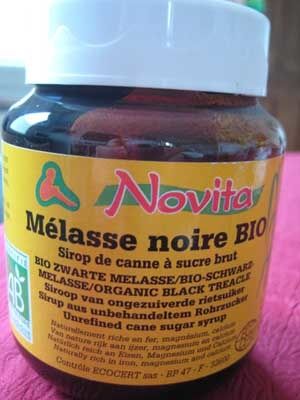 Novita
Mélasse noire BIO
Sirop de canne à sucre brut
BIO ZWARTE MELASSE/BIO-SCHWARZ-
MELASSE/ORGANIC BLACK TREACLE
Siroop van ongezuiverde rietsuiker
Sirup aus unbehandeltem Rohrzucker
Unrefined cane sugar syrup
Naturellement riche en fer, magnésium, calcium
Van nature rijk aan ijzer, magnesium en calcium
Natürlich reich an Eisen, Magnesium und Calcium
Naturally rich in iron, magnesium and calcium
Contrôle ECOCERT sas - BP 47 - F - 32600
AB